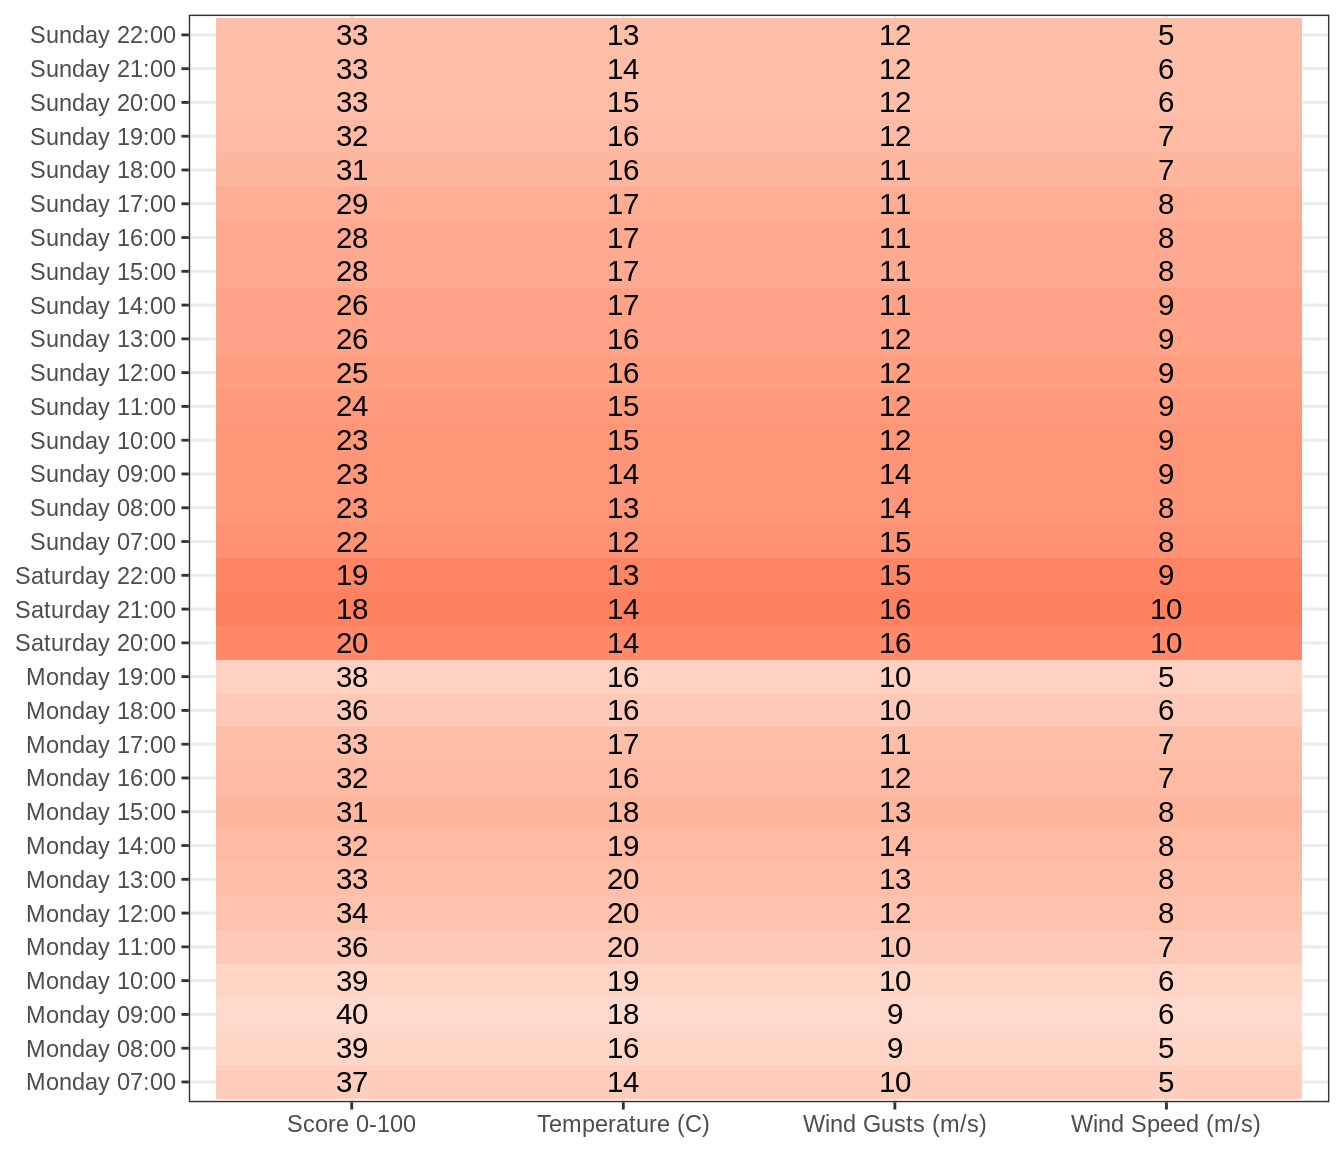 Sunday 22:00 33 13 12 5
Sunday 21:00 33 14 12 6
Sunday 20:00 33 15 12 6
Sunday 19:00 32 16 12 7
Sunday 18:00 31 16 11 7
Sunday 17:00 29 17 11 8
Sunday 16:00 28 17 11 8
Sunday 15:00 28 17 11 8
Sunday 14:00 26 17 11 9
Sunday 13:00 26 16 12 9
Sunday 12:00 25 16 12 9
Sunday 11:00 24 15 12 9
Sunday 10:00 23 15 12 9
Sunday 09:00 23 14 14 9
Sunday 08:00 23 13 14 8
Sunday 07:00 22 12 15 8
Saturday 22:00 19 13 15 9
Saturday 21:00 18 14 16 10
Saturday 20:00 20 14 16 10
Monday 19:00 38 16 10 5
Monday 18:00 36 16 10 6
Monday 17:00 33 17 11 7
Monday 16:00 32 16 12 7
Monday 15:00 31 18 13 8
Monday 14:00 32 19 14 8
Monday 13:00 33 20 13 8
Monday 12:00 34 20 12 8
Monday 11:00 36 20 10 7
Monday 10:00 39 19 10 6
Monday 09:00 40 18 9 6
Monday 08:00 39 16 9 5
Monday 07:00 37 14 10 5
Score 0-100 Temperature (C) Wind Gusts (m/s) Wind Speed (m/s)